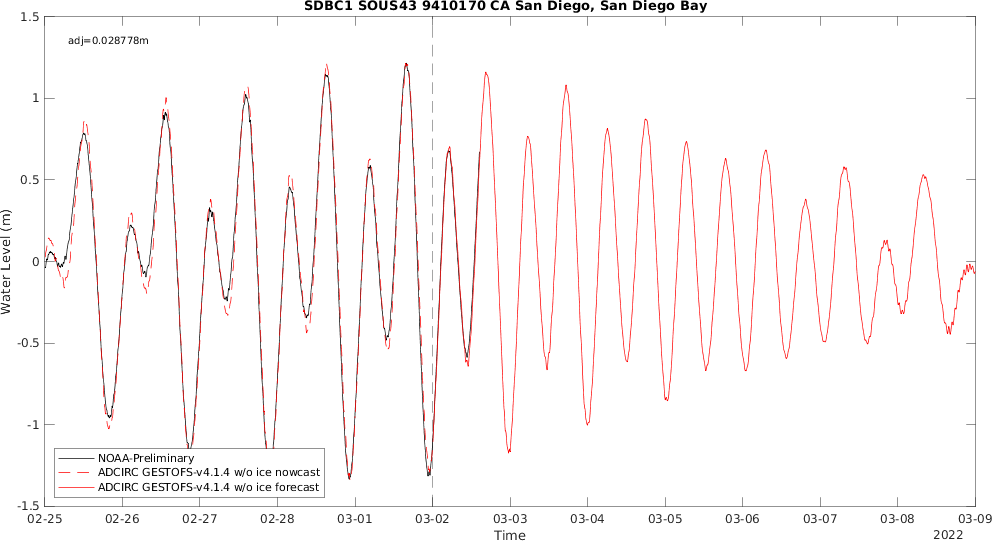 SDBC1 SOUS43 9410170 CA San Diego, San Diego Bay
adj=0.028778m
1.5
1
0.5
0
-0.5
-1
-1.5
Water Level (m)
NOAA-Preliminary
ADCIRC GESTOFS-v4.1.4 w/o ice nowcast
ADCIRC GESTOFS-v4.1.4 w/o ice forecast
02-25 02-26 02-27 02-28 03-01 03-02 03-03 03-04 03-05 03-06 03-07 03-08 03-09
Time
2022